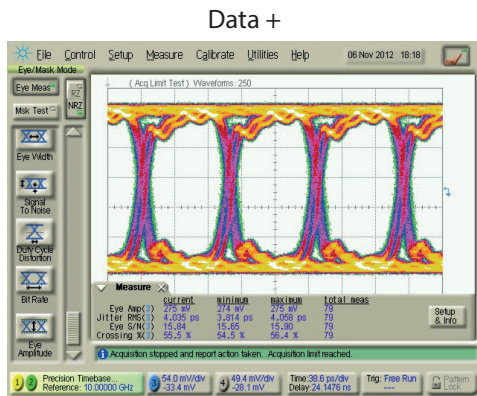 Data +
File Control Setup Measure Calibrate Utilities Help 06 Nov 2012 18:18
Eye/Mask Mode
Eye Meas
RZ
NRZ
Msk Test
(Acq Limit Test) Waveforms: 250
Eye Width
Signal
To Noise
Duty Cycle
Distortion
Bit Rate
Eye
Amplitude
Measure
current minimum maximum total meas
Eye Amp(3) 275 mV 274 mV 275 mV 79
Jitter RMS(3) 4.035 ps 3.814 ps 4.058 ps 79
Eye S/N(3) 15.84 15.65 15.90 79
Crossing %(3) 55.5 % 54.5 % 56.4 % 79
Setup
& Info
Acquisition stopped and report action taken. Acquisition limit reached.
1 2 Precision Timebase...
Reference: 10.00000 GHz
3 54.0 mV/div
-33.4 mV
4 49.4 mV/div
-28.1 mV
Time:38.6 ps/div
Delay:24.1476 ns
Trig: Free Run
---
Pattern
Lock